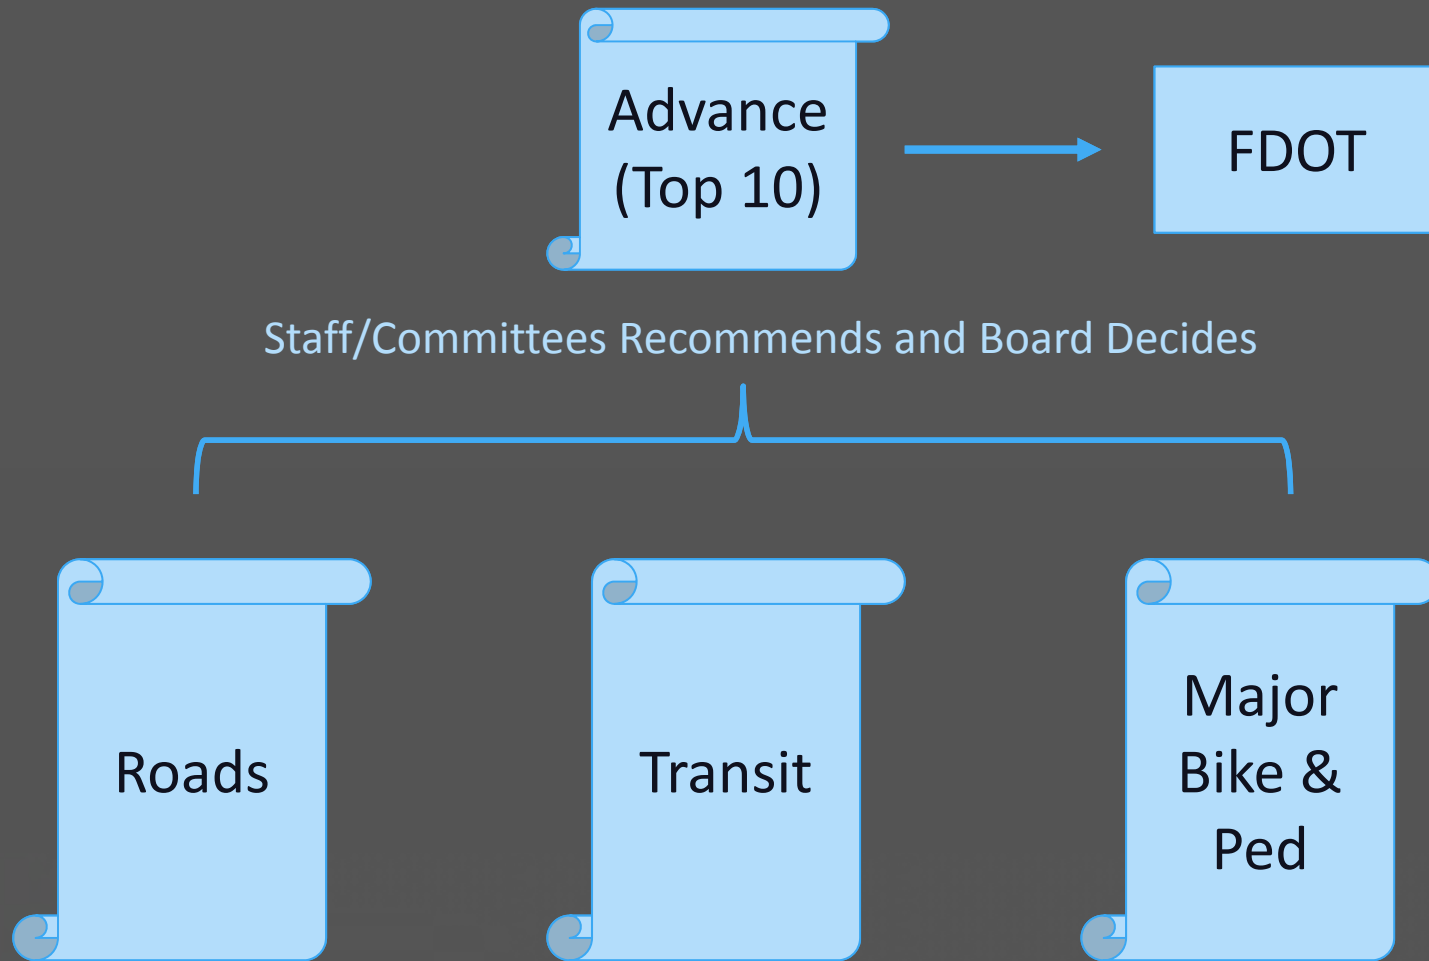 Advance
(Top 10)
FDOT
Staff/Committees Recommends and Board Decides
Roads
Transit
Major
Bike &
Ped